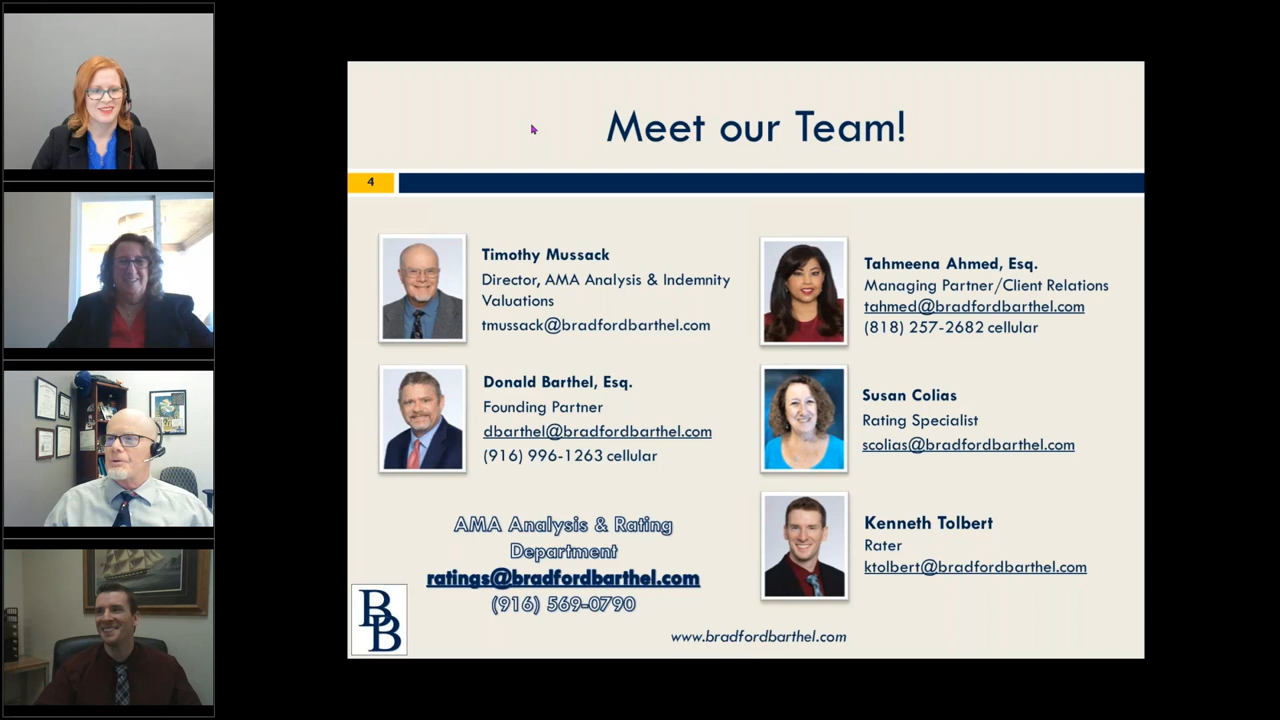 Meet our Team!
4
Timothy Mussack
Director, AMA Analysis & Indemnity
Valuations
tmussack@bradfordbarthel.com
Donald Barthel, Esq.
Founding Partner
dbarthel@bradfordbarthel.com
(916) 996-1263 cellular
AMA Analysis & Rating
Department
ratings@bradfordbarthel.com
(916) 569-0790
Tahmeena Ahmed, Esq.
Managing Partner/Client Relations
tahmed@bradfordbarthel.com
(818) 257-2682 cellular
Susan Colias
Rating Specialist
scolias@bradfordbarthel.com
Kenneth Tolbert
Rater
ktolbert@bradfordbarthel.com
BB
www.bradfordbarthel.com